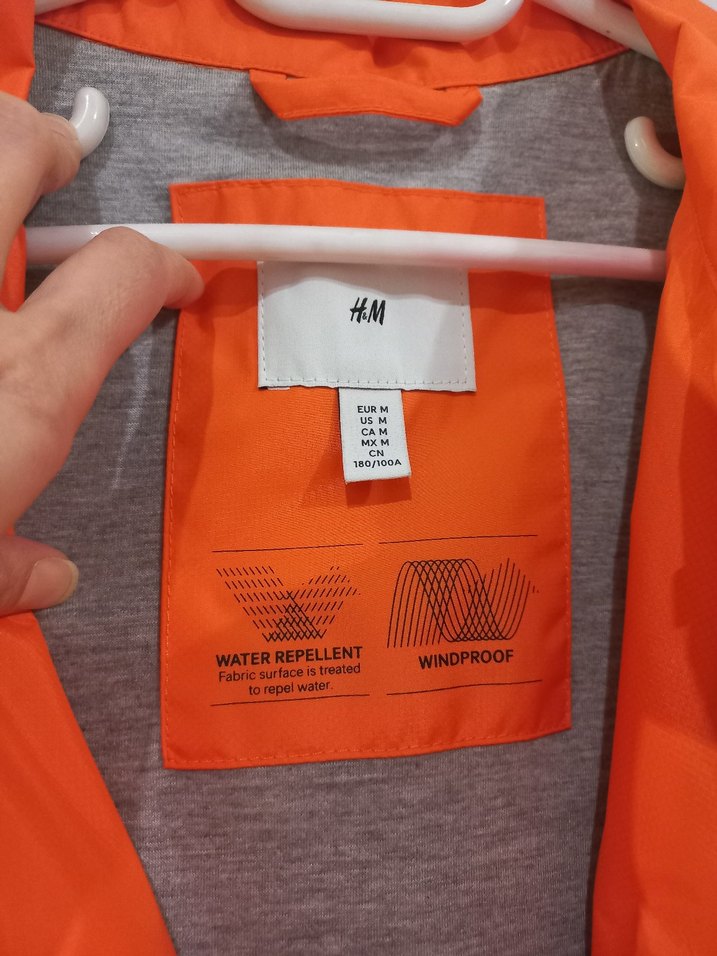 H&M
EUR M
US M
CA M
MX M
CN
180/100A
WATER REPELLENT
Fabric surface is treated
to repel water.
WINDPROOF